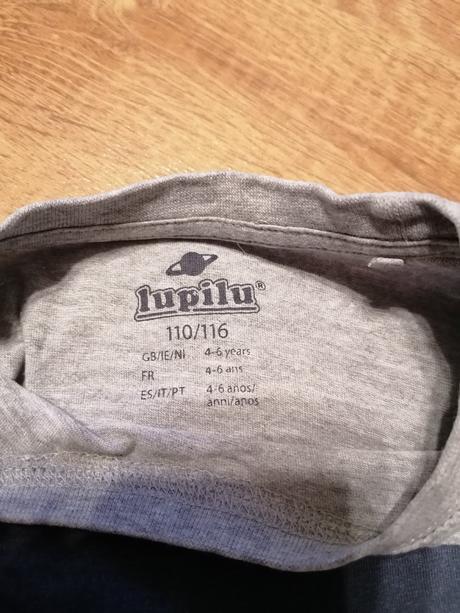 lupilu®
110/116
GB/IE/NI 4-6 years
FR 4-6 ans
ES/IT/PT 4-6 años/
anni/anos